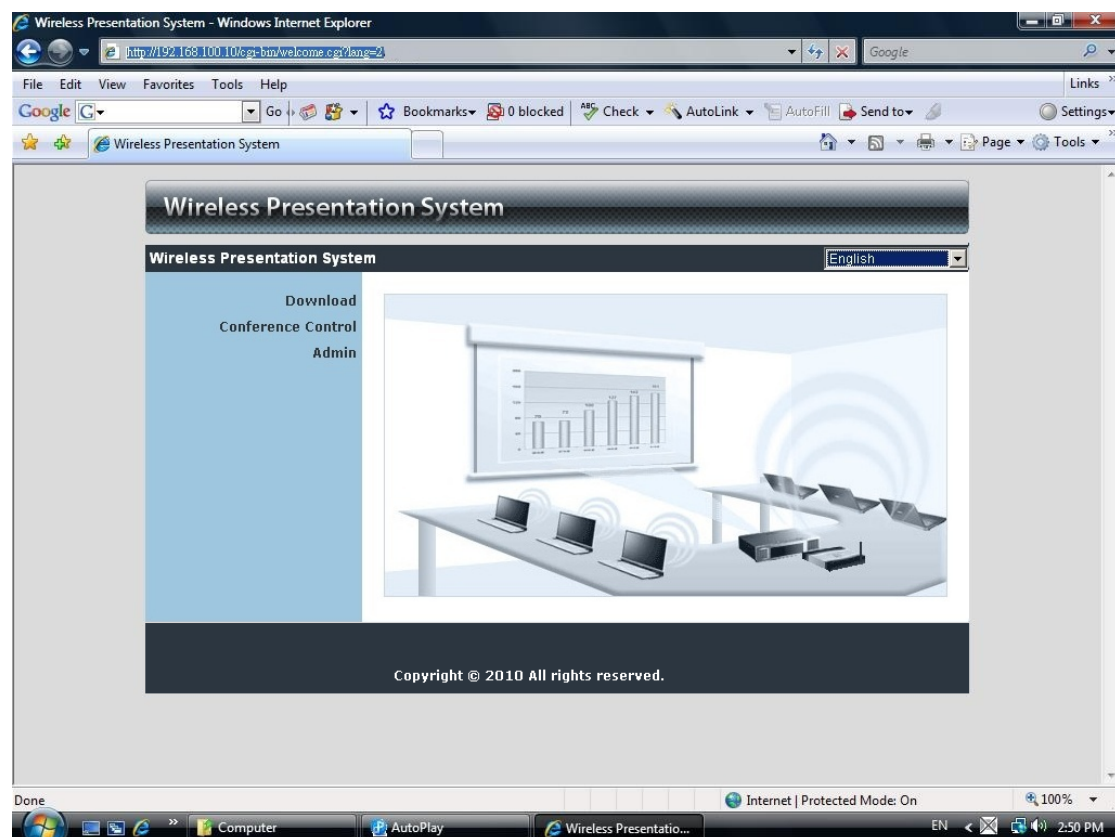 Wireless Presentation System - Windows Internet Explorer
http://192.168.100.10/cgi-bin/welcome.cgi?lang=2
Google
File Edit View Favorites Tools Help Links
Google G Go Bookmarks 0 blocked ABC Check AutoLink AutoFill Send to Settings
Wireless Presentation System Page Tools
Wireless Presentation System
Wireless Presentation System English
Download
Conference Control
Admin
Copyright © 2010 All rights reserved.
Done Internet | Protected Mode: On 100%
Computer AutoPlay Wireless Presentatio... EN 2:50 PM